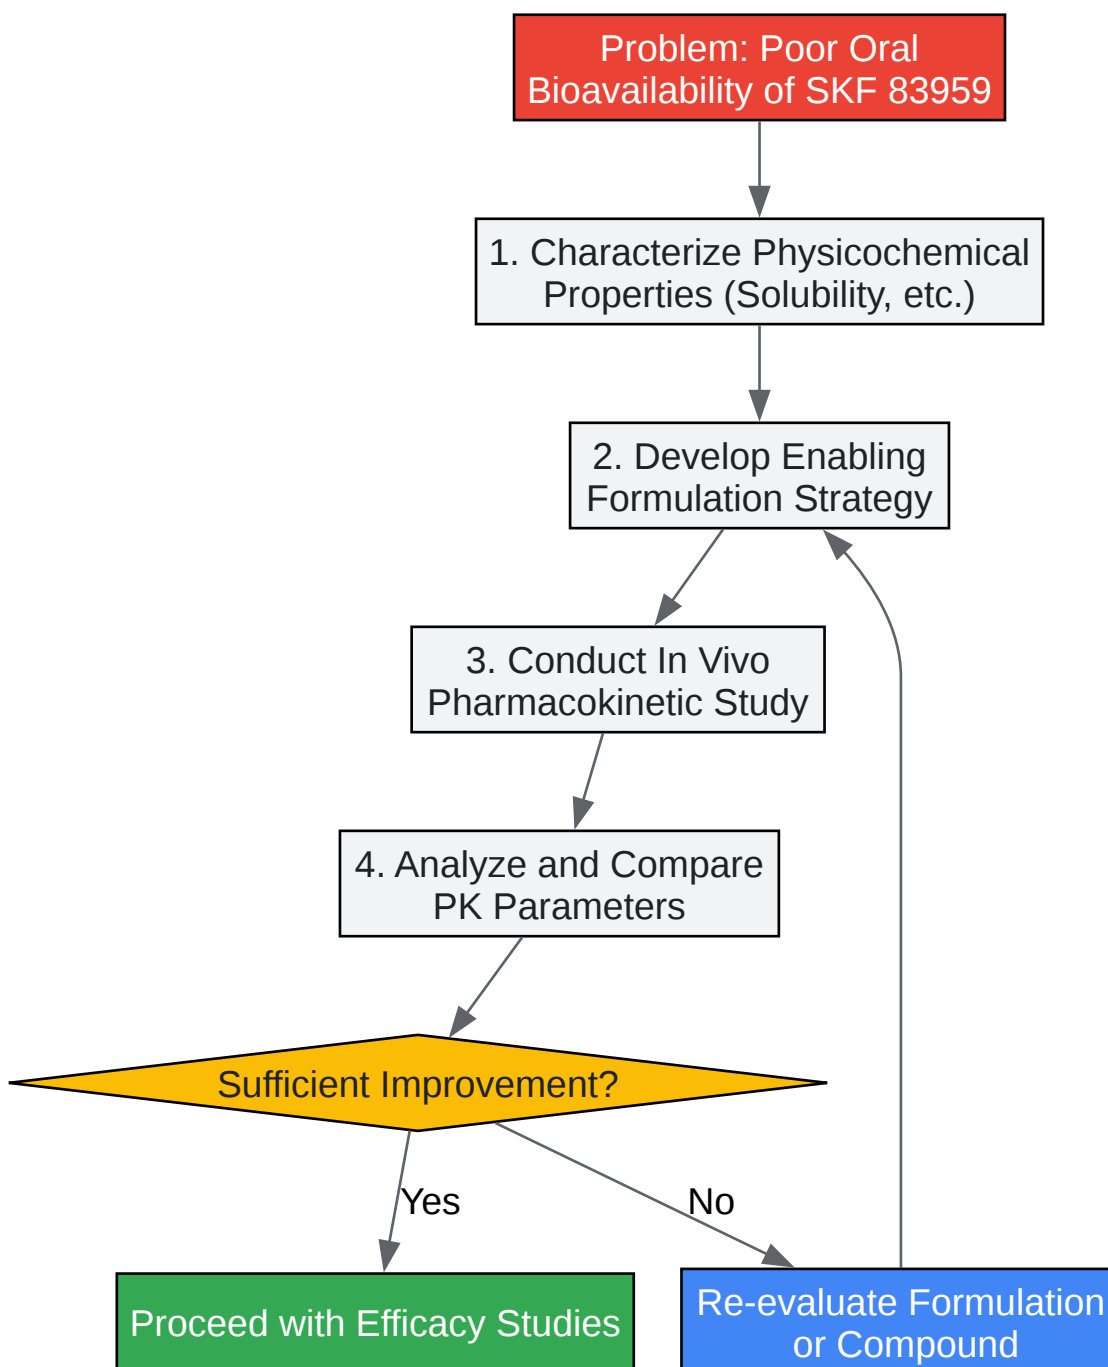 Problem: Poor Oral
Bioavailability of SKF 83959
1. Characterize Physicochemical
Properties (Solubility, etc.)
2. Develop Enabling
Formulation Strategy
3. Conduct In Vivo
Pharmacokinetic Study
4. Analyze and Compare
PK Parameters
Sufficient Improvement?
Yes
No
Proceed with Efficacy Studies
Re-evaluate Formulation
or Compound